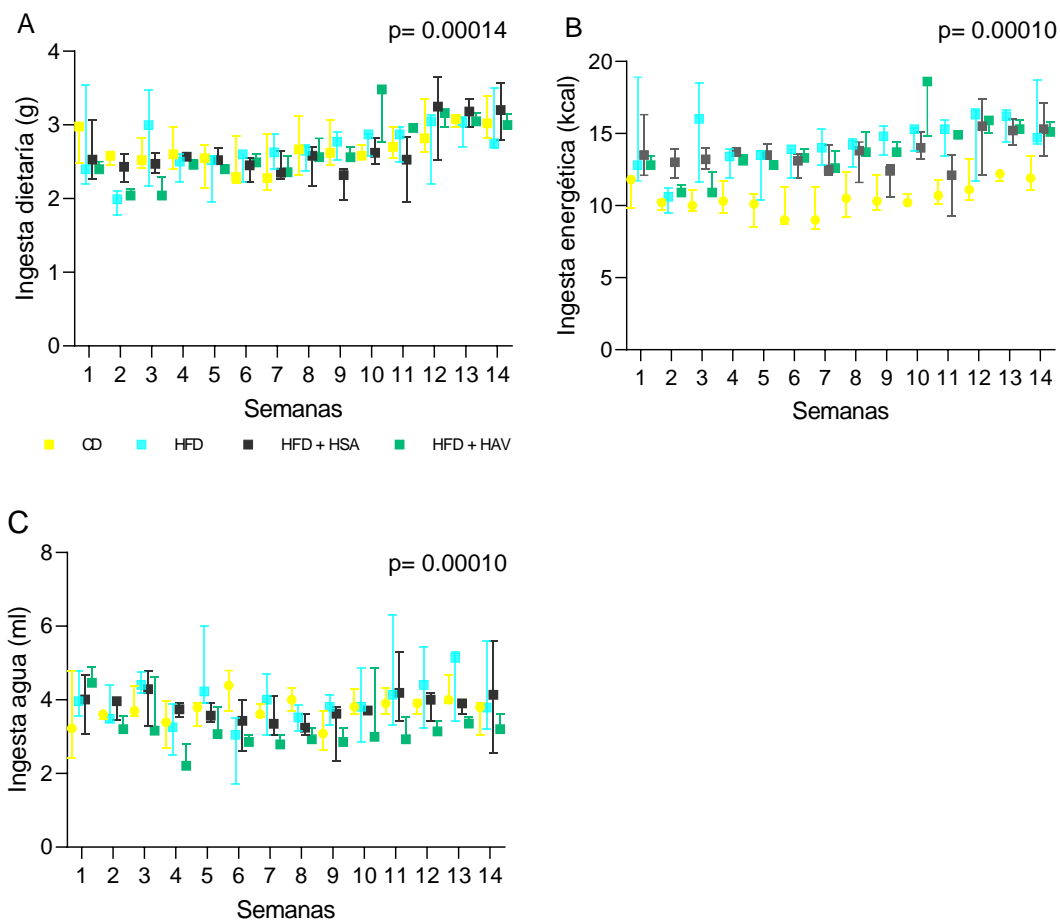 A
p= 0.00014
Ingesta dietaría (g)
4
3
2
1
0
1 2 3 4 5 6 7 8 9 10 11 12 13 14
Semanas
B
p= 0.00010
Ingesta energética (kcal)
20
15
10
5
0
1 2 3 4 5 6 7 8 9 10 11 12 13 14
Semanas
CD HFD HFD + HSA HFD + HAV
C
p= 0.00010
Ingesta agua (ml)
8
6
4
2
0
1 2 3 4 5 6 7 8 9 10 11 12 13 14
Semanas